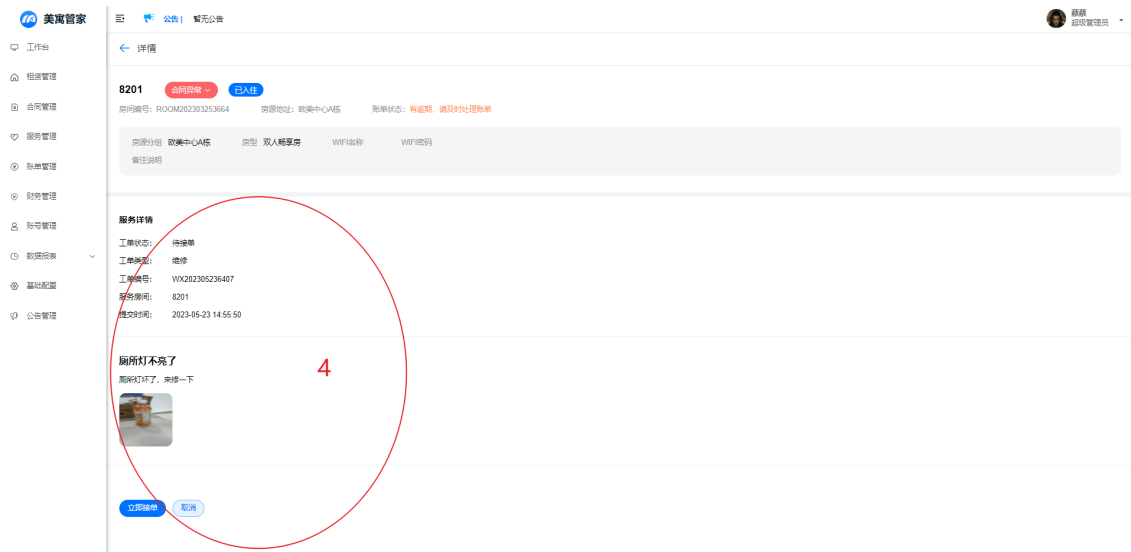 美寓管家
公告 | 暂无公告
蔡蔡
超级管理员
工作台
租赁管理
合同管理
服务管理
账单管理
财务管理
账号管理
数据报表
基础配置
公告管理
详情
8201 合同异常 已入住
房间编号: ROOM202303253664 房源地址: 欧美中心A栋 账单状态: 有逾期, 请及时处理账单
房源分组 欧美中心A栋 房型 双人畅享房 WIFI名称 WIFI密码
备注说明
服务详情
工单状态: 待接单
工单类型: 维修
工单编号: WX202305236407
服务房间: 8201
提交时间: 2023-05-23 14:55:50
厕所灯不亮了
4
厕所灯坏了, 来修一下
立即接单 取消